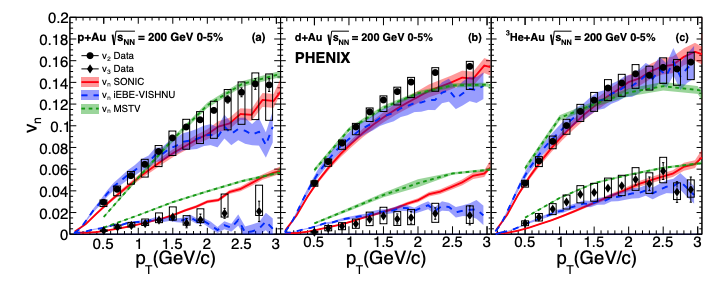 p+Au √sNN = 200 GeV 0-5% (a)
v2 Data
v3 Data
vn SONIC
vn iEBE-VISHNU
vn MSTV
d+Au √sNN = 200 GeV 0-5% (b)
PHENIX
³He+Au √sNN = 200 GeV 0-5% (c)
vn
0.2
0.18
0.16
0.14
0.12
0.1
0.08
0.06
0.04
0.02
0
0.5 1 1.5 2 2.5 3
0.5 1 1.5 2 2.5 3
0.5 1 1.5 2 2.5 3
pT(GeV/c)
pT(GeV/c)
pT(GeV/c)